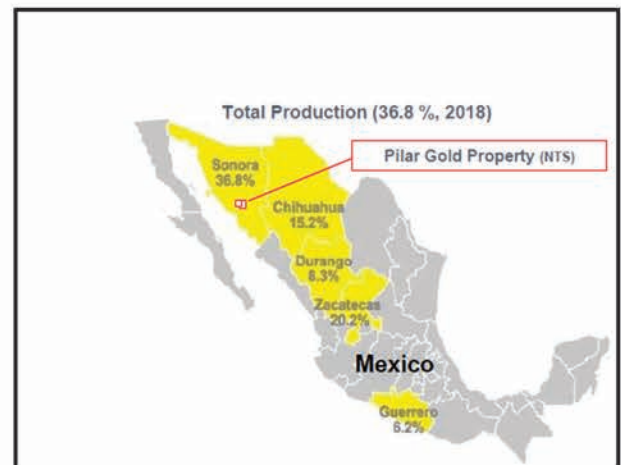 Total Production (36.8 %, 2018)
Pilar Gold Property (NTS)
Sonora
36.8%
Chihuahua
15.2%
Durango
8.3%
Zacatecas
20.2%
Mexico
Guerrero
6.2%